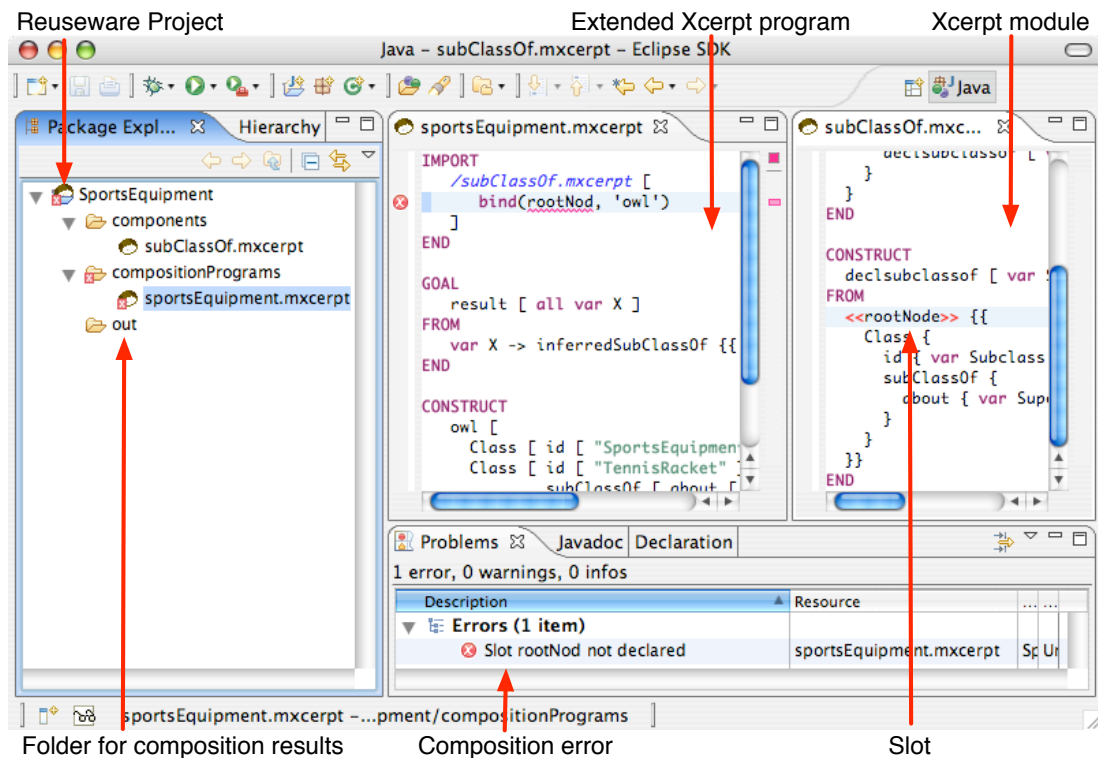 Reuseware Project
Extended Xcerpt program
Xcerpt module
Java – subClassOf.mxcerpt – Eclipse SDK
Java
Package Expl...
Hierarchy
SportsEquipment
components
subClassOf.mxcerpt
compositionPrograms
sportsEquipment.mxcerpt
out
sportsEquipment.mxcerpt
IMPORT
/subClassOf.mxcerpt [
bind(rootNod, 'owl')
]
END
GOAL
result [ all var X ]
FROM
var X -> inferredSubClassOf {{
END
CONSTRUCT
owl [
Class [ id [ "SportsEquipmen
Class [ id [ "TennisRacket"
subClassOf [ about [
subClassOf.mxc...
declsubclassof [
}
}
END
CONSTRUCT
declsubclassof [ var
FROM
<<rootNode>> {{
Class {
id { var Subclass
subClassOf {
about { var Sup
}
}
}}
END
Problems
Javadoc
Declaration
1 error, 0 warnings, 0 infos
Description
Resource
... ...
Errors (1 item)
Slot rootNod not declared
sportsEquipment.mxcerpt
Sp
Ur
sportsEquipment.mxcerpt –...pment/compositionPrograms
Folder for composition results
Composition error
Slot